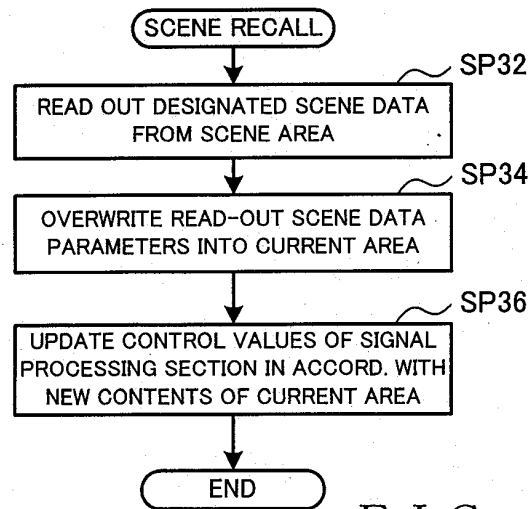 SCENE RECALL
SP32
READ OUT DESIGNATED SCENE DATA
FROM SCENE AREA
SP34
OVERWRITE READ-OUT SCENE DATA
PARAMETERS INTO CURRENT AREA
SP36
UPDATE CONTROL VALUES OF SIGNAL
PROCESSING SECTION IN ACCORD. WITH
NEW CONTENTS OF CURRENT AREA
END